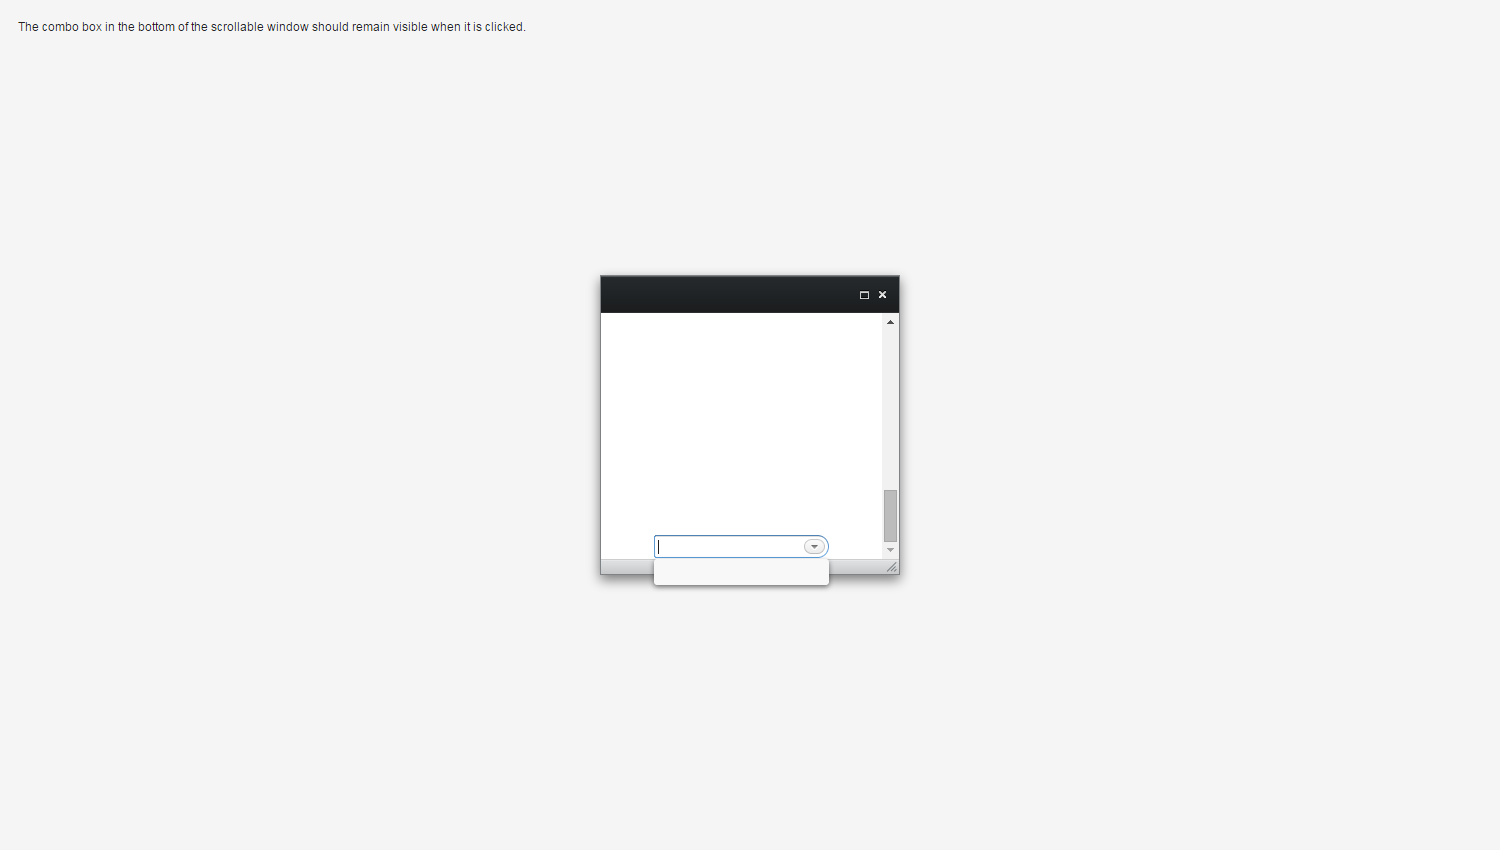 The combo box in the bottom of the scrollable window should remain visible when it is clicked.